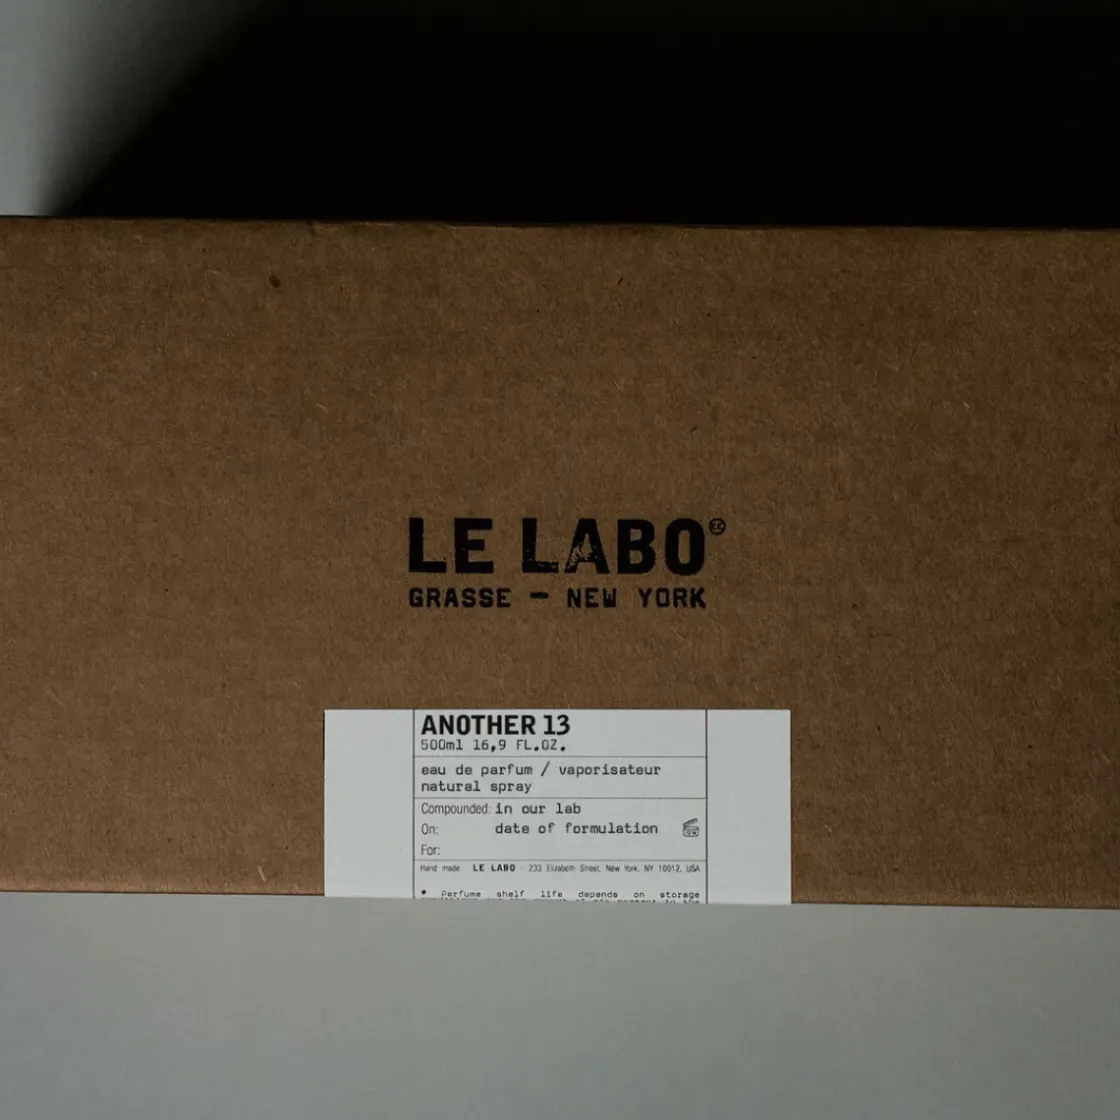 LE LABO
GRASSE - NEW YORK
ANOTHER 13
500ml 16,9 FL.OZ.
eau de parfum / vaporisateur
natural spray
Compounded: in our lab
On: date of formulation
For:
Hand made LE LABO - 233 Elizabeth Street, New York, NY 10012, USA
* Perfume shelf life depends on storage